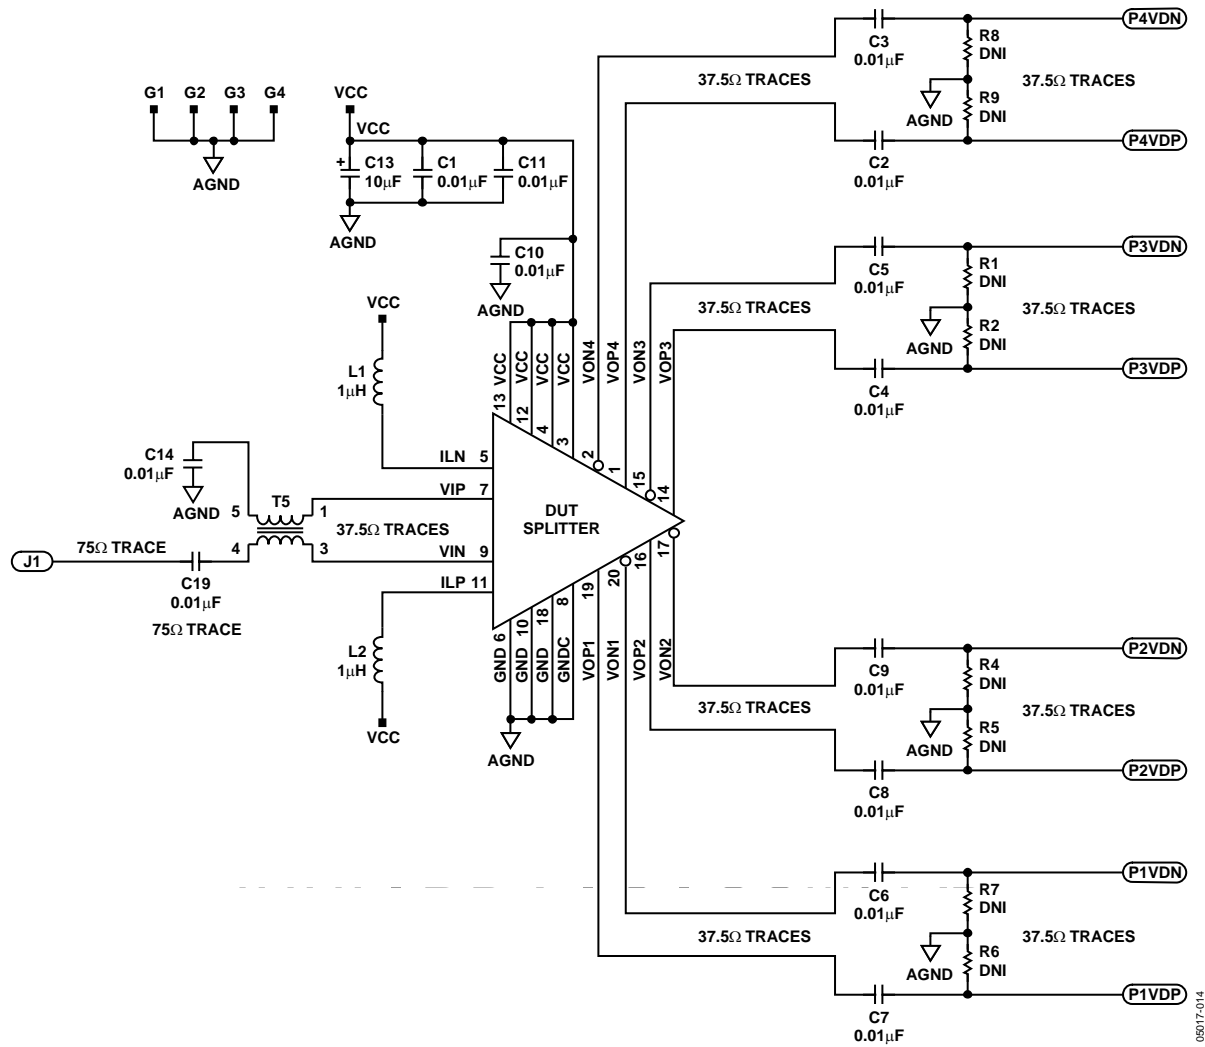 G1 G2 G3 G4
AGND
VCC
VCC
C13
10μF
C1
0.01μF
C11
0.01μF
AGND
C10
0.01μF
AGND
C3
0.01μF
37.5Ω TRACES
R8
DNI
AGND
R9
DNI
37.5Ω TRACES
C2
0.01μF
P4VDN
P4VDP
C5
0.01μF
37.5Ω TRACES
R1
DNI
AGND
R2
DNI
37.5Ω TRACES
C4
0.01μF
P3VDN
P3VDP
VCC
L1
1μH
13 VCC
12 VCC
4 VCC
3 VCC
2 VON4
1 VOP4
15 VON3
14 VOP3
C14
0.01μF
AGND
5 T5 1
4 3
37.5Ω TRACES
ILN 5
VIP 7
VIN 9
ILP 11
DUT
SPLITTER
J1
75Ω TRACE
C19
0.01μF
75Ω TRACE
L2
1μH
VCC
GND 6
GND 10
GND 18
GNDC 8
VOP1 19
VON1 20
VOP2 16
VON2 17
AGND
C9
0.01μF
37.5Ω TRACES
R4
DNI
AGND
R5
DNI
37.5Ω TRACES
C8
0.01μF
P2VDN
P2VDP
C6
0.01μF
37.5Ω TRACES
R7
DNI
AGND
R6
DNI
37.5Ω TRACES
C7
0.01μF
P1VDN
P1VDP
05017-014